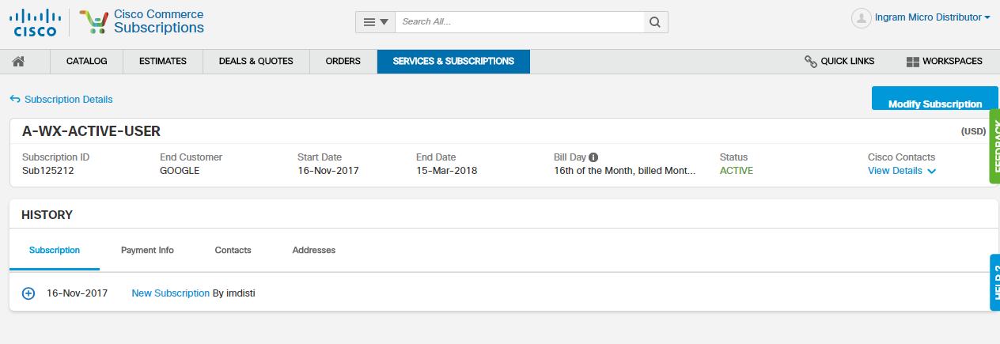 CISCO
Cisco Commerce
Subscriptions
Search All...
Ingram Micro Distributor
CATALOG
ESTIMATES
DEALS & QUOTES
ORDERS
SERVICES & SUBSCRIPTIONS
QUICK LINKS
WORKSPACES
Subscription Details
Modify Subscription
FEEDBACK
A-WX-ACTIVE-USER
(USD)
Subscription ID
Sub125212
End Customer
GOOGLE
Start Date
16-Nov-2017
End Date
15-Mar-2018
Bill Day
16th of the Month, billed Mont...
Status
ACTIVE
Cisco Contacts
View Details
HISTORY
Subscription
Payment Info
Contacts
Addresses
HELP ?
16-Nov-2017
New Subscription By imdisti